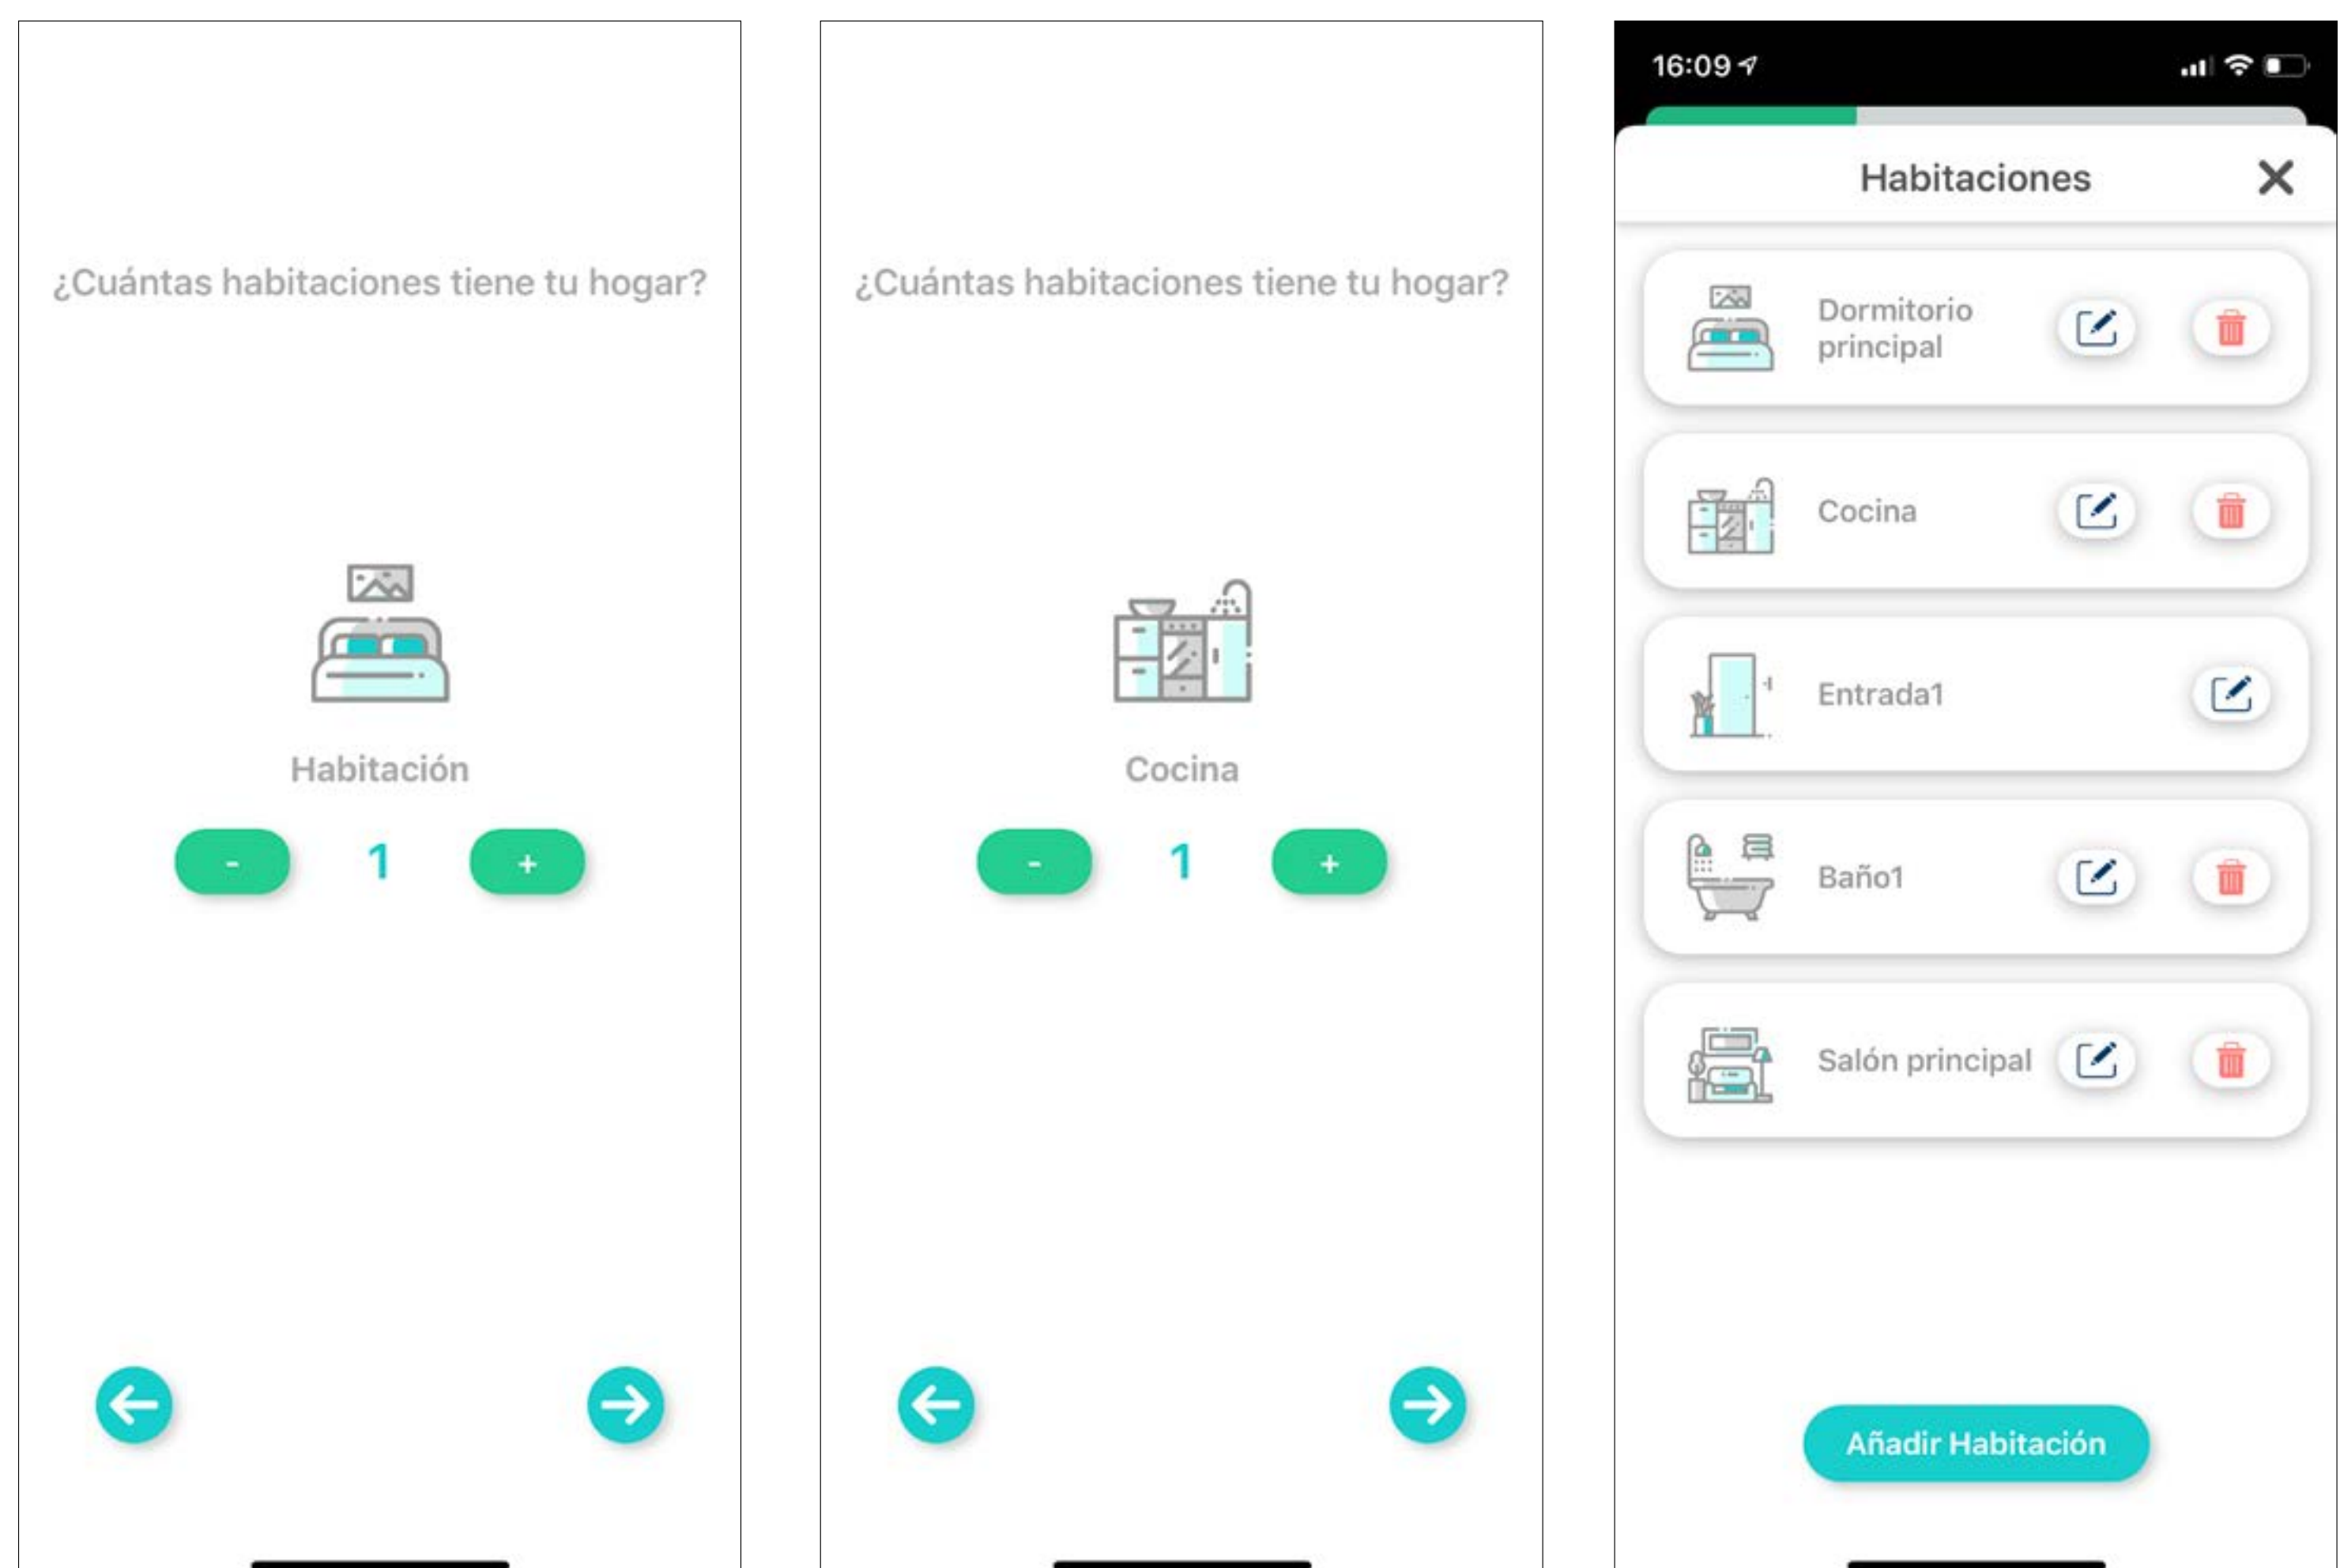 ¿Cuántas habitaciones tiene tu hogar?
Habitación
- 1 +
¿Cuántas habitaciones tiene tu hogar?
Cocina
- 1 +
16:09
Habitaciones
Dormitorio
principal
Cocina
Entrada1
Baño1
Salón principal
Añadir Habitación